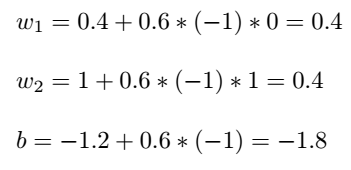 w₁ = 0.4 + 0.6 ∗ (−1) ∗ 0 = 0.4
w₂ = 1 + 0.6 ∗ (−1) ∗ 1 = 0.4
b = −1.2 + 0.6 ∗ (−1) = −1.8